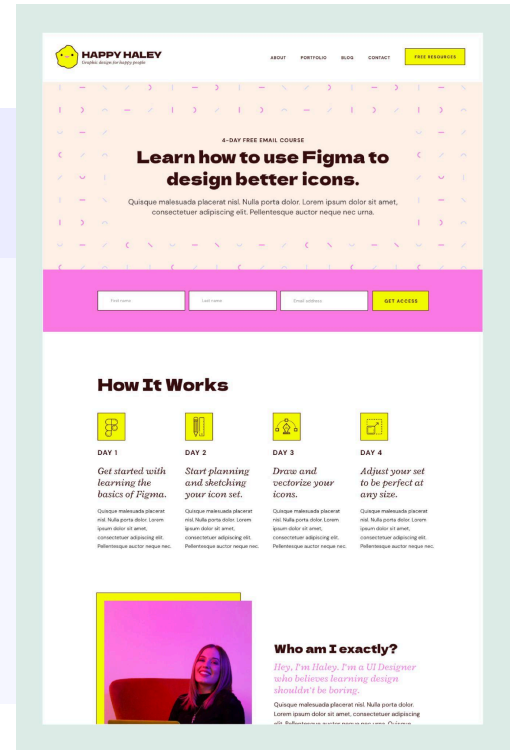 HAPPY HALEY
Graphic design for happy people
ABOUT PORTFOLIO BLOG CONTACT FREE RESOURCES
4-DAY FREE EMAIL COURSE
Learn how to use Figma to
design better icons.
Quisque malesuada placerat nisl. Nulla porta dolor. Lorem ipsum dolor sit amet,
consectetuer adipiscing elit. Pellentesque auctor neque nec urna.
First name Last name Email address GET ACCESS
How It Works
DAY 1
Get started with
learning the
basics of Figma.
Quisque malesuada placerat
nisl. Nulla porta dolor. Lorem
ipsum dolor sit amet,
consectetuer adipiscing elit.
Pellentesque auctor neque nec.
DAY 2
Start planning
and sketching
your icon set.
Quisque malesuada placerat
nisl. Nulla porta dolor. Lorem
ipsum dolor sit amet,
consectetuer adipiscing elit.
Pellentesque auctor neque nec.
DAY 3
Draw and
vectorize your
icons.
Quisque malesuada placerat
nisl. Nulla porta dolor. Lorem
ipsum dolor sit amet,
consectetuer adipiscing elit.
Pellentesque auctor neque nec.
DAY 4
Adjust your set
to be perfect at
any size.
Quisque malesuada placerat
nisl. Nulla porta dolor. Lorem
ipsum dolor sit amet,
consectetuer adipiscing elit.
Pellentesque auctor neque nec.
Who am I exactly?
Hey, I'm Haley. I'm a UI Designer
who believes learning design
shouldn't be boring.
Quisque malesuada placerat nisl. Nulla porta dolor.
Lorem ipsum dolor sit amet, consectetuer adipiscing
elit. Pellentesque auctor neque nec urna. Quisque